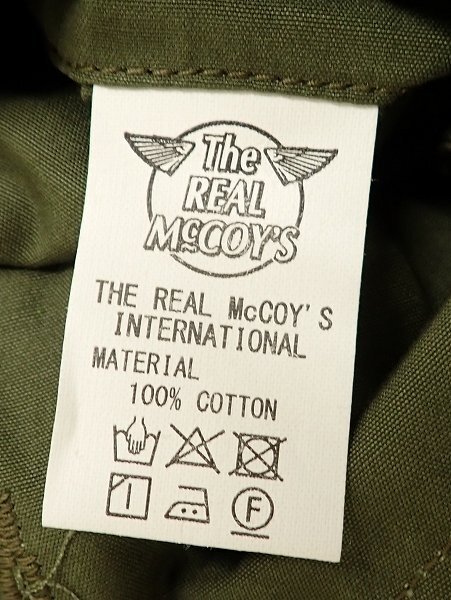 The
REAL
McCOY'S
THE REAL McCOY'S
INTERNATIONAL
MATERIAL
100% COTTON
F